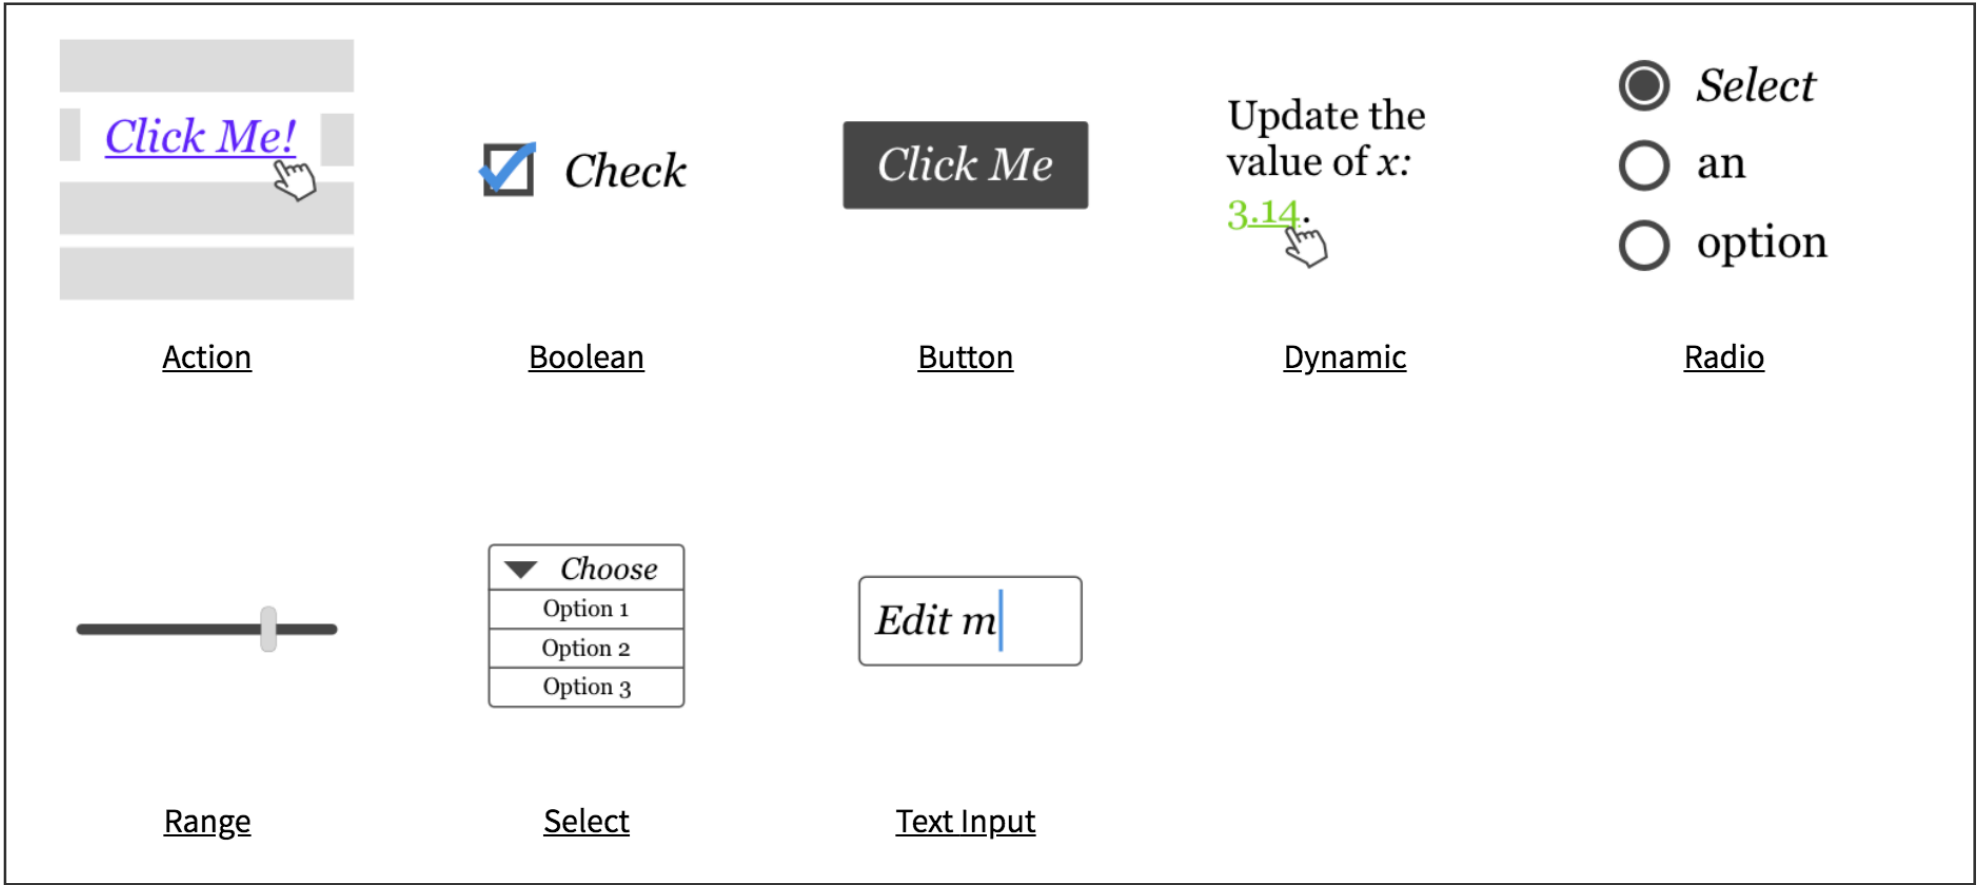 Click Me!
Check
Click Me
Update the
value of x:
3.14.
Select
an
option
Action
Boolean
Button
Dynamic
Radio
Choose
Option 1
Option 2
Option 3
Edit m
Range
Select
Text Input